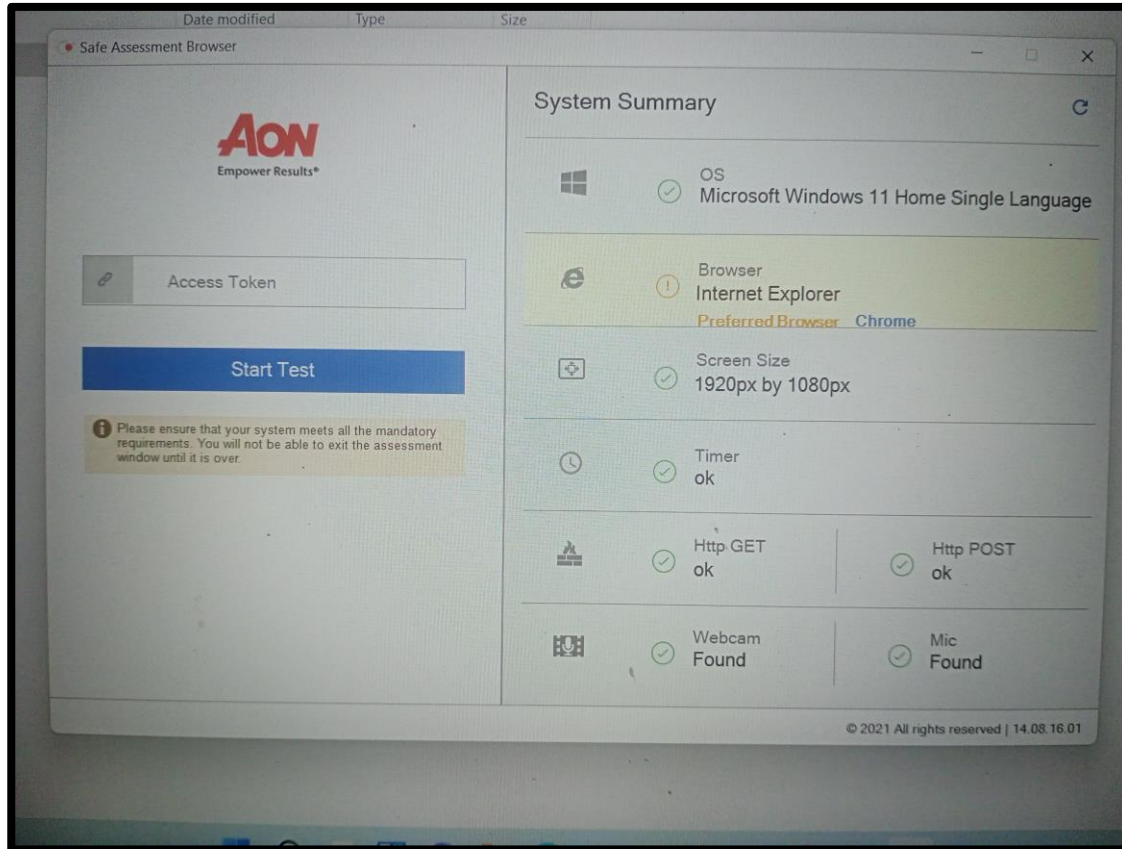 Date modified Type Size
Safe Assessment Browser
AON
Empower Results®
Access Token
Start Test
Please ensure that your system meets all the mandatory
requirements. You will not be able to exit the assessment
window until it is over.
System Summary
OS
Microsoft Windows 11 Home Single Language
Browser
Internet Explorer
Preferred Browser Chrome
Screen Size
1920px by 1080px
Timer
ok
Http GET
ok
Http POST
ok
Webcam
Found
Mic
Found
© 2021 All rights reserved | 14.08.16.01